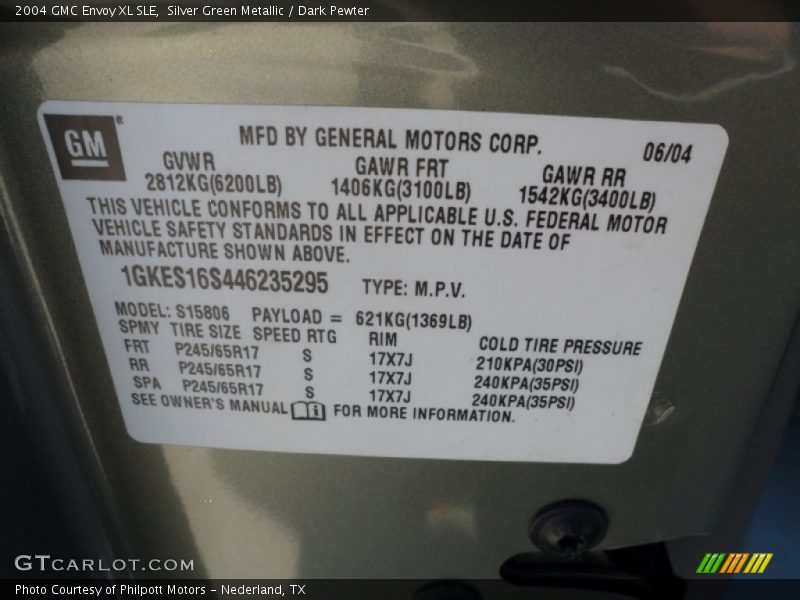 2004 GMC Envoy XL SLE,  Silver Green Metallic / Dark Pewter
GM®
MFD BY GENERAL MOTORS CORP.
06/04
GVWR GAWR FRT GAWR RR
2812KG(6200LB) 1406KG(3100LB) 1542KG(3400LB)
THIS VEHICLE CONFORMS TO ALL APPLICABLE U.S. FEDERAL MOTOR
VEHICLE SAFETY STANDARDS IN EFFECT ON THE DATE OF
MANUFACTURE SHOWN ABOVE.
1GKES16S446235295 TYPE: M.P.V.
MODEL: S15806 PAYLOAD = 621KG(1369LB)
SPMY TIRE SIZE SPEED RTG RIM COLD TIRE PRESSURE
FRT P245/65R17 S 17X7J 210KPA(30PSI)
RR P245/65R17 S 17X7J 240KPA(35PSI)
SPA P245/65R17 S 17X7J 240KPA(35PSI)
SEE OWNER'S MANUAL FOR MORE INFORMATION.
GTCARLOT.COM
Photo Courtesy of Philpott Motors - Nederland, TX